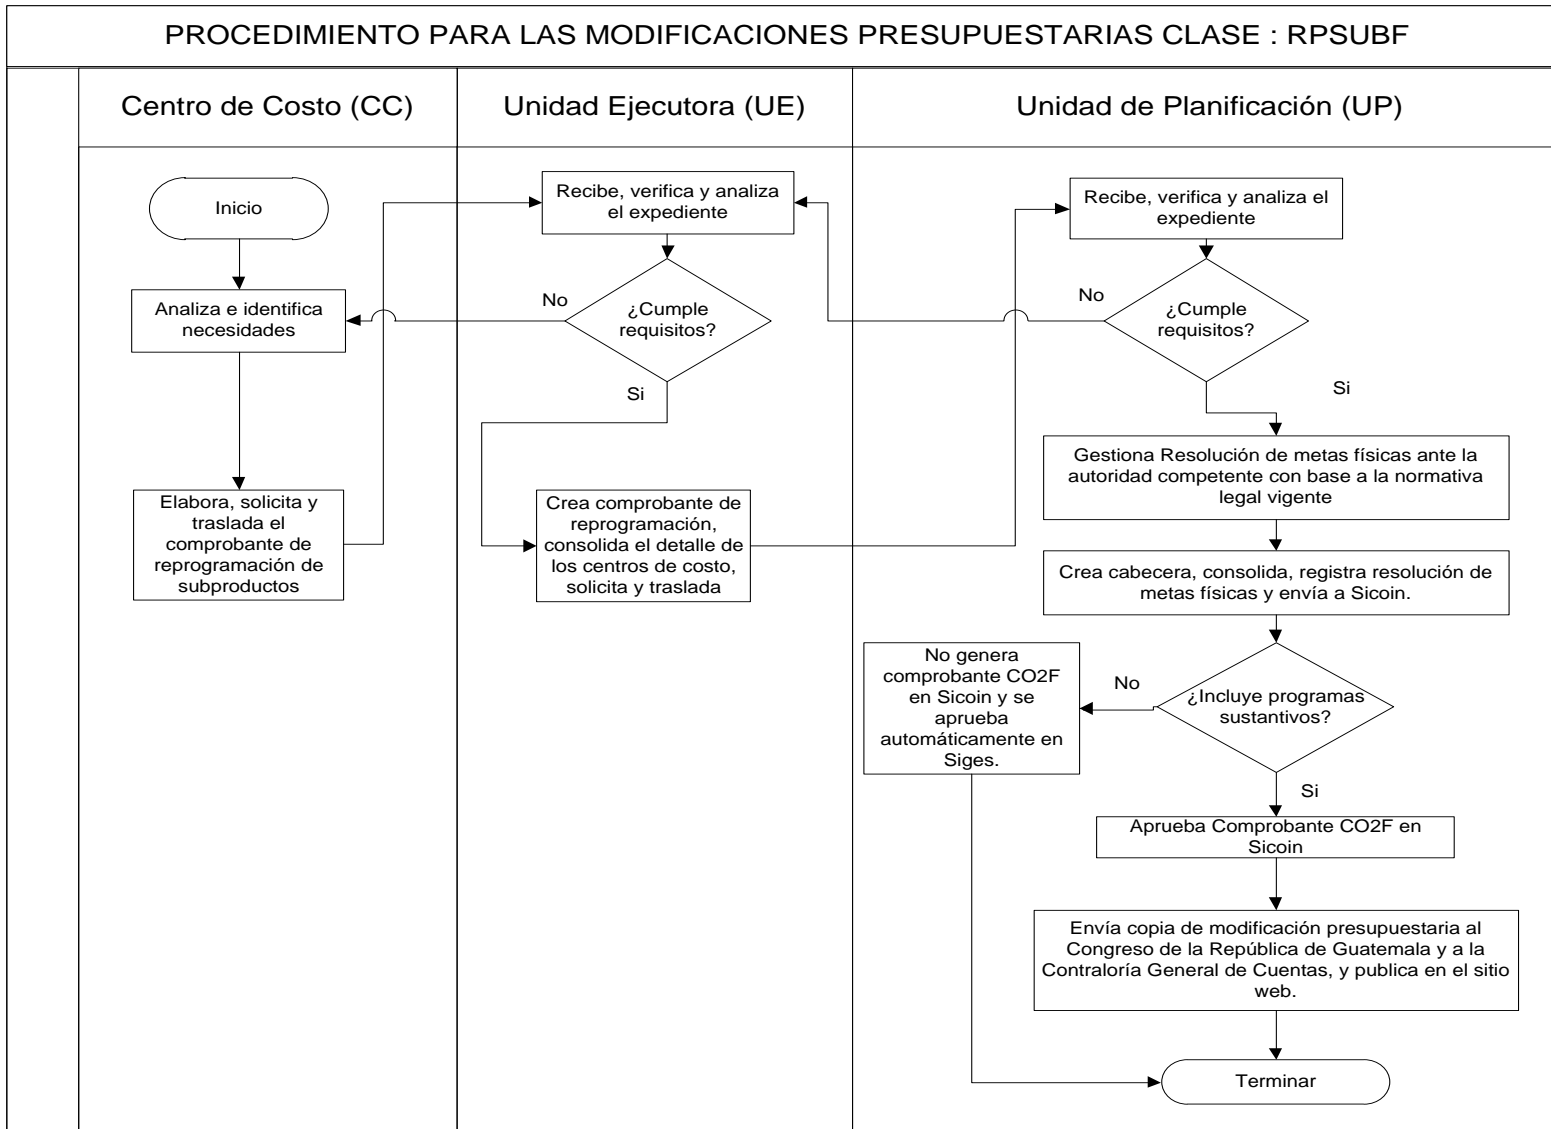 PROCEDIMIENTO PARA LAS MODIFICACIONES PRESUPUESTARIAS CLASE : RPSUBF
Centro de Costo (CC)
Unidad Ejecutora (UE)
Unidad de Planificación (UP)
Inicio
Analiza e identifica
necesidades
Elabora, solicita y
traslada el
comprobante de
reprogramación de
subproductos
Recibe, verifica y analiza
el expediente
No
¿Cumple
requisitos?
Si
Crea comprobante de
reprogramación,
consolida el detalle de
los centros de costo,
solicita y traslada
Recibe, verifica y analiza el
expediente
No
¿Cumple
requisitos?
Si
Gestiona Resolución de metas físicas ante la
autoridad competente con base a la normativa
legal vigente
Crea cabecera, consolida, registra resolución de
metas físicas y envía a Sicoin.
No genera
comprobante CO2F
en Sicoin y se
aprueba
automáticamente en
Siges.
No
¿Incluye programas
sustantivos?
Si
Aprueba Comprobante CO2F en
Sicoin
Envía copia de modificación presupuestaria al
Congreso de la República de Guatemala y a la
Contraloría General de Cuentas, y publica en el sitio
web.
Terminar